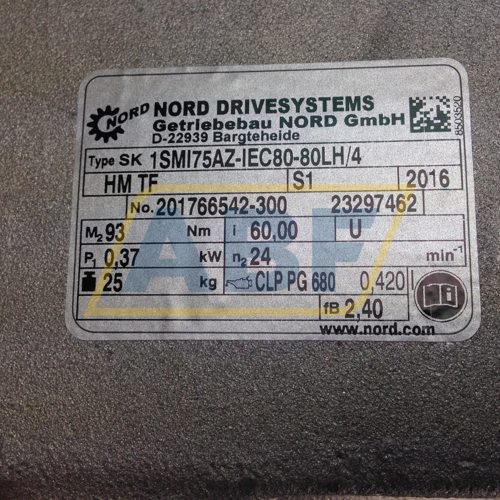 NORD NORD DRIVESYSTEMS
Getriebebau NORD GmbH
D-22939 Bargteheide
8503520
Type SK 1SMI75AZ-IEC80-80LH/4
HM TF S1 2016
No. 201766542-300 23297462
M2 93 Nm i 60,00 U
P1 0,37 kW n2 24 min-1
25 kg CLP PG 680 0,420
fB 2,40
www.nord.com
ABF